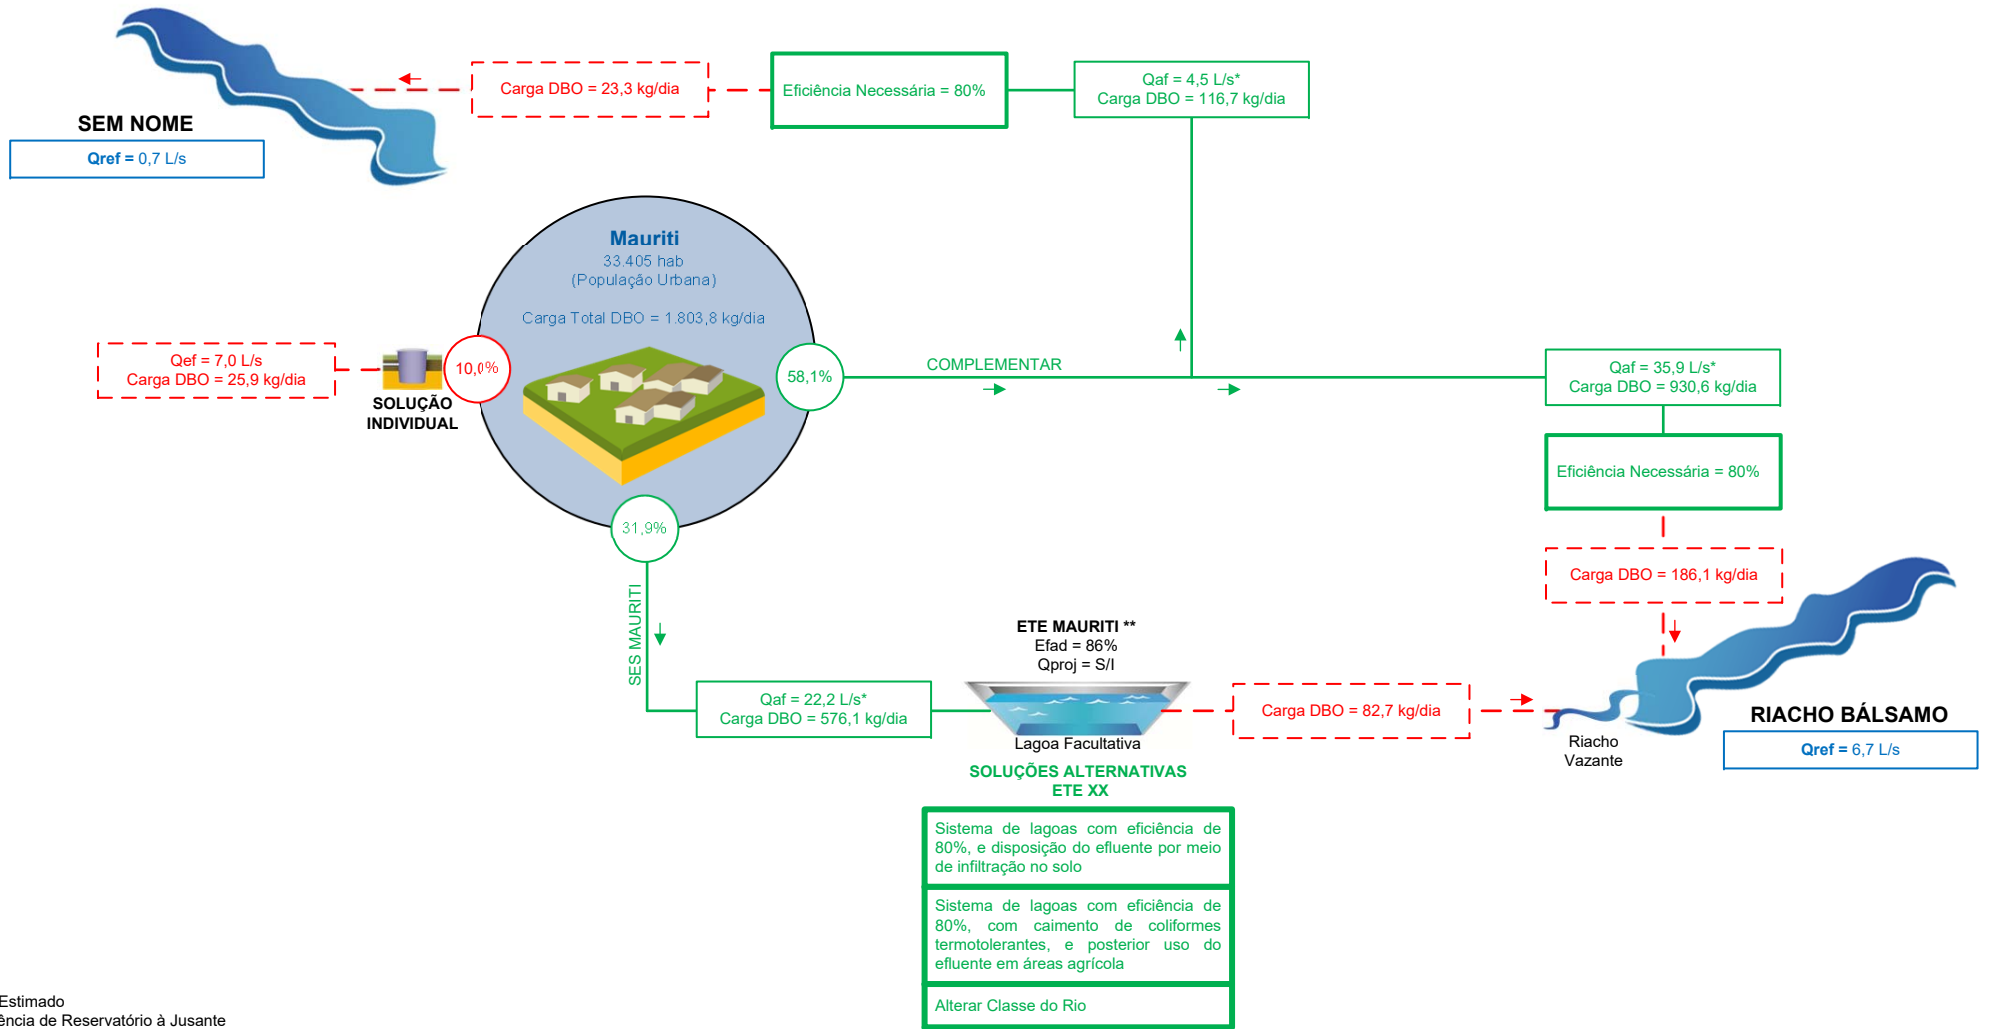 Carga DBO = 23,3 kg/dia
Eficiência Necessária = 80%
Qaf = 4,5 L/s*
Carga DBO = 116,7 kg/dia
SEM NOME
Qref = 0,7 L/s
Mauriti
33.405 hab
(População Urbana)
Carga Total DBO = 1.803,8 kg/dia
Qef = 7,0 L/s
Carga DBO = 25,9 kg/dia
10,0%
SOLUÇÃO
INDIVIDUAL
58,1%
COMPLEMENTAR
Qaf = 35,9 L/s*
Carga DBO = 930,6 kg/dia
Eficiência Necessária = 80%
Carga DBO = 186,1 kg/dia
31,9%
SES MAURITI
Qaf = 22,2 L/s*
Carga DBO = 576,1 kg/dia
ETE MAURITI **
Efad = 86%
Qproj = S/I
Lagoa Facultativa
Carga DBO = 82,7 kg/dia
Riacho
Vazante
RIACHO BÁLSAMO
Qref = 6,7 L/s
SOLUÇÕES ALTERNATIVAS
ETE XX
Sistema de lagoas com eficiência de
80%, e disposição do efluente por meio
de infiltração no solo
Sistema de lagoas com eficiência de
80%, com caimento de coliformes
termotolerantes, e posterior uso do
efluente em áreas agrícola
Alterar Classe do Rio
Estimado
ência de Reservatório à Jusante